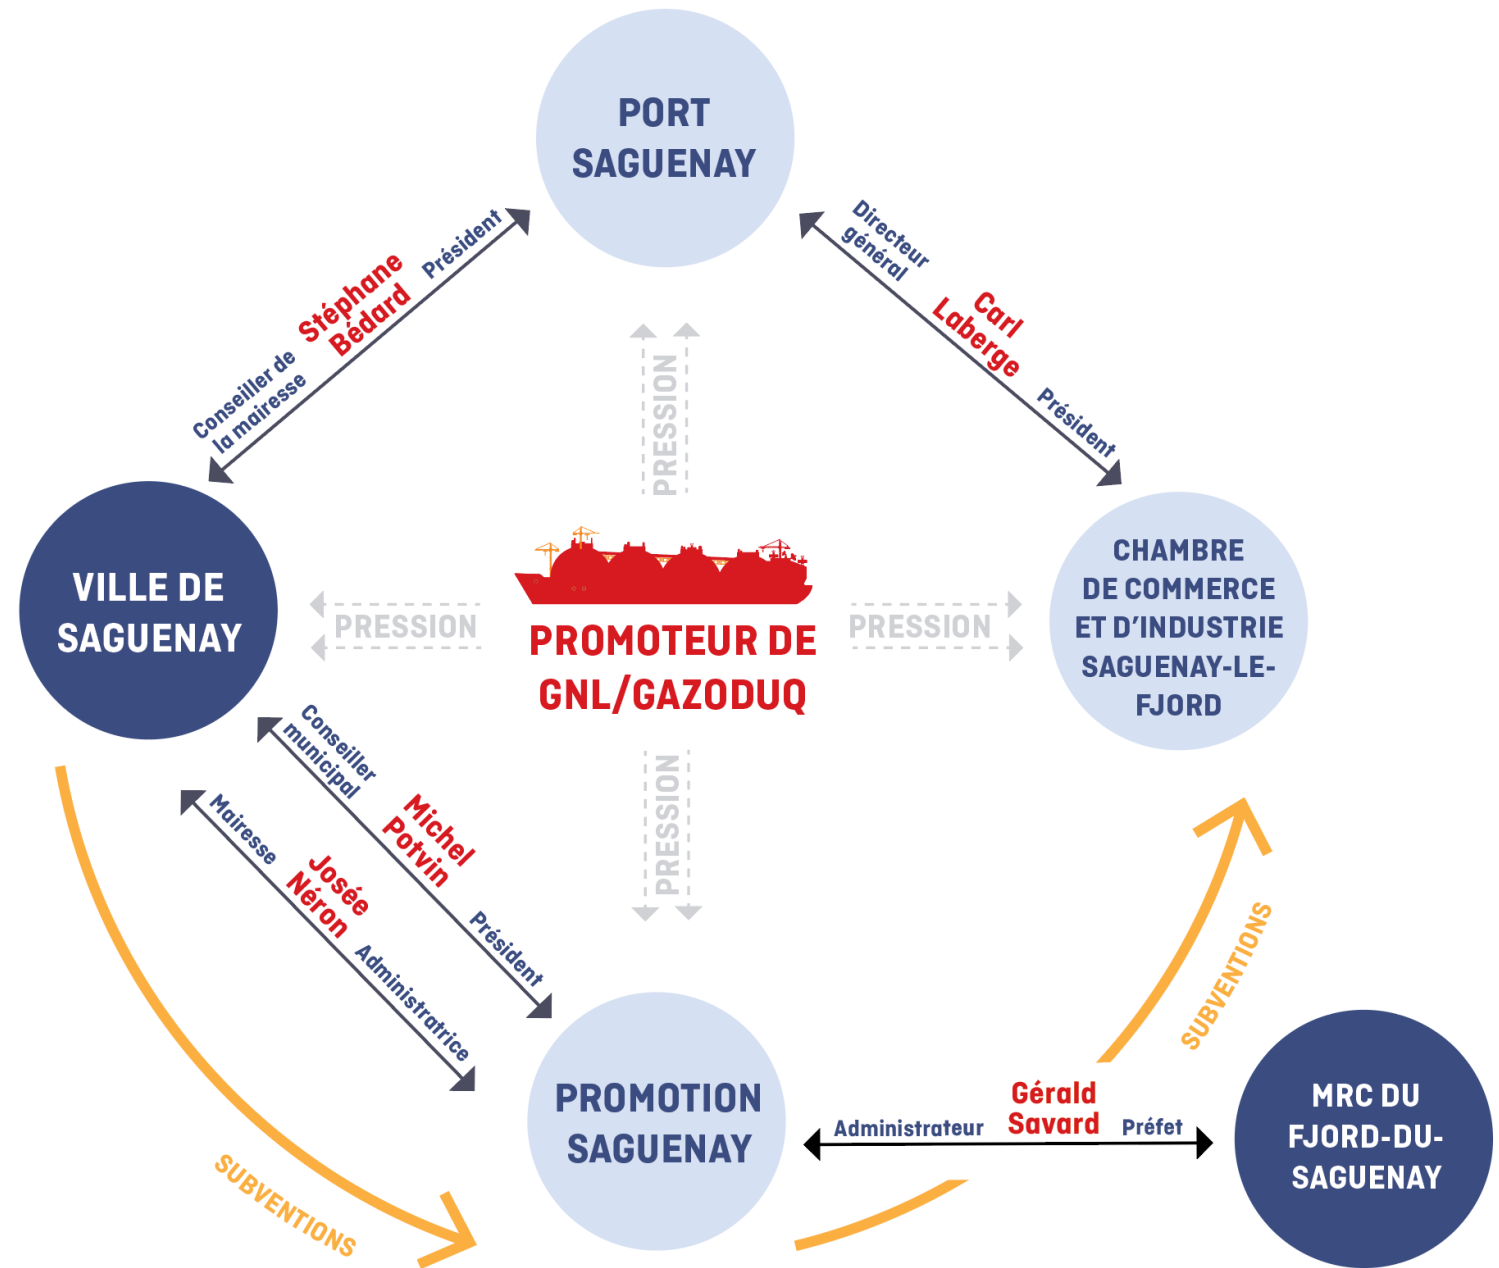 PORT
SAGUENAY
Président
Stéphane
Bédard
Conseiller de
la mairesse
Directeur
général
Carl
Laberge
Président
PRESSION
VILLE DE
SAGUENAY
PRESSION
PROMOTEUR DE
GNL/GAZODUQ
PRESSION
CHAMBRE
DE COMMERCE
ET D'INDUSTRIE
SAGUENAY-LE-
FJORD
PRESSION
Conseiller
municipal
Michel
Potvin
Président
Mairesse
Josée
Néron
Administratrice
SUBVENTIONS
PROMOTION
SAGUENAY
Administrateur
Gérald
Savard
Préfet
SUBVENTIONS
MRC DU
FJORD-DU-
SAGUENAY